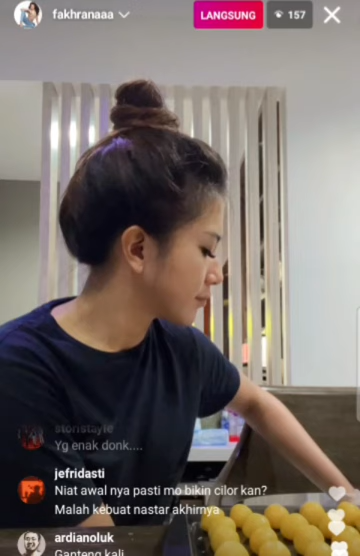 fakhranaaa
LANGSUNG
157
storistayle
Yg enak donk....
jefridasti
Niat awal nya pasti mo bikin cilor kan?
Malah kebuat nastar akhirnya
ardianoluk
Ganteng kali